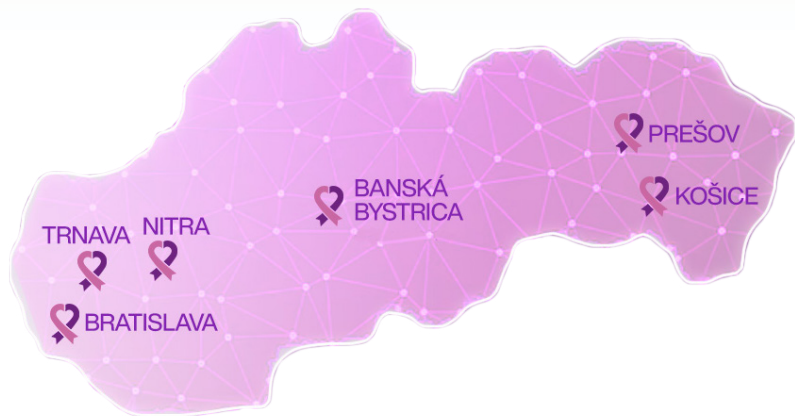 PREŠOV
BANSKÁ
BYSTRICA
KOŠICE
NITRA
TRNAVA
BRATISLAVA